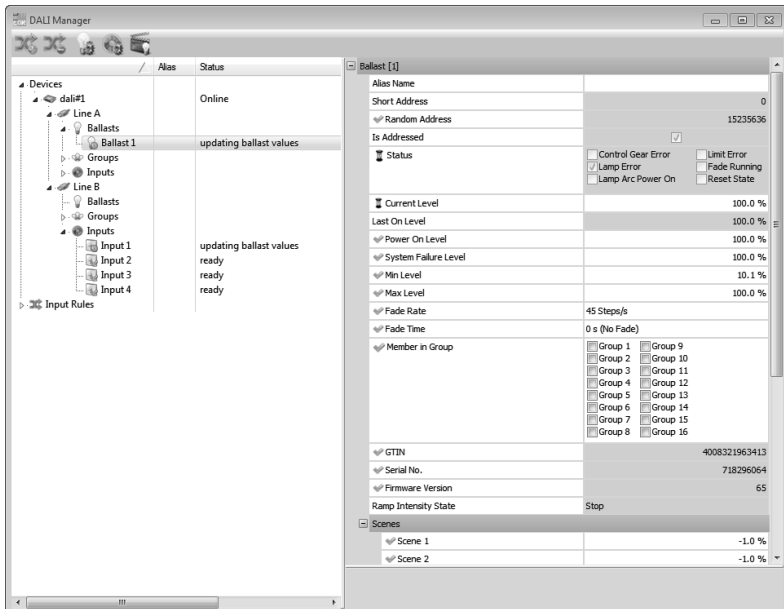 DALI Manager
Alias Status
Devices
dali#1 Online
Line A
Ballasts
Ballast 1 updating ballast values
Groups
Inputs
Line B
Ballasts
Groups
Inputs
Input 1 updating ballast values
Input 2 ready
Input 3 ready
Input 4 ready
Input Rules
Ballast [1]
Alias Name
Short Address 0
Random Address 15235636
Is Addressed
Status
Control Gear Error Limit Error
Lamp Error Fade Running
Lamp Arc Power On Reset State
Current Level 100.0 %
Last On Level 100.0 %
Power On Level 100.0 %
System Failure Level 100.0 %
Min Level 10.1 %
Max Level 100.0 %
Fade Rate 45 Steps/s
Fade Time 0 s (No Fade)
Member in Group
Group 1 Group 9
Group 2 Group 10
Group 3 Group 11
Group 4 Group 12
Group 5 Group 13
Group 6 Group 14
Group 7 Group 15
Group 8 Group 16
GTIN 4008321963413
Serial No. 718296064
Firmware Version 65
Ramp Intensity State Stop
Scenes
Scene 1 -1.0 %
Scene 2 -1.0 %